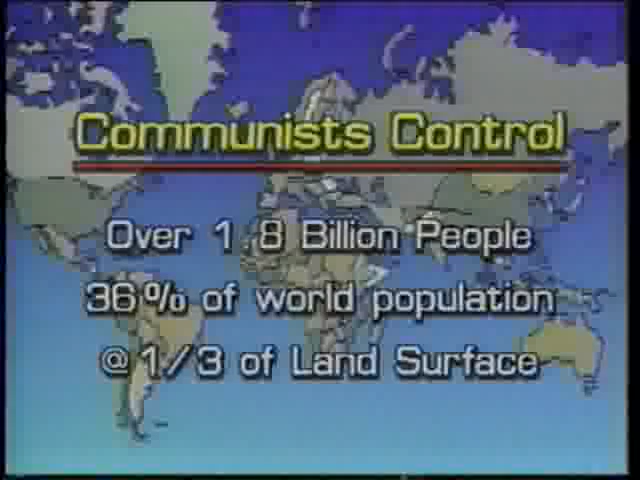 Communists Control
Over 1.8 Billion People
36% of world population
@ 1/3 of Land Surface